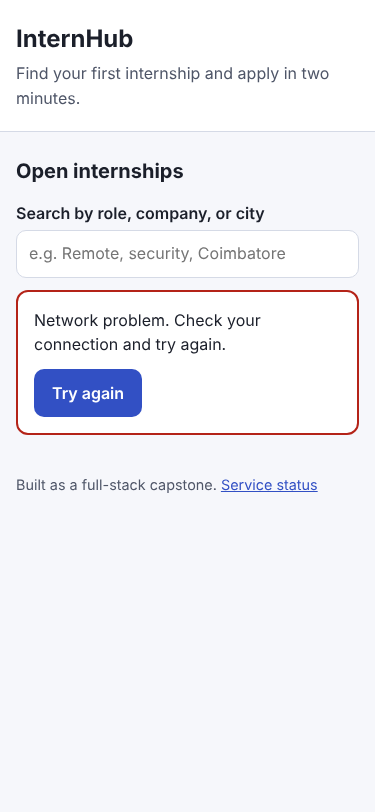 InternHub
Find your first internship and apply in two
minutes.
Open internships
Search by role, company, or city
e.g. Remote, security, Coimbatore
Network problem. Check your
connection and try again.
Try again
Built as a full-stack capstone. Service status